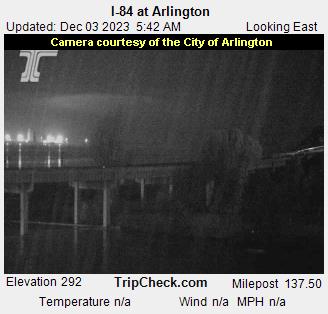 I-84 at Arlington
Updated: Dec 03 2023 5:42 AM Looking East
Camera courtesy of the City of Arlington
Elevation 292 TripCheck.com Milepost 137.50
Temperature n/a Wind n/a MPH n/a